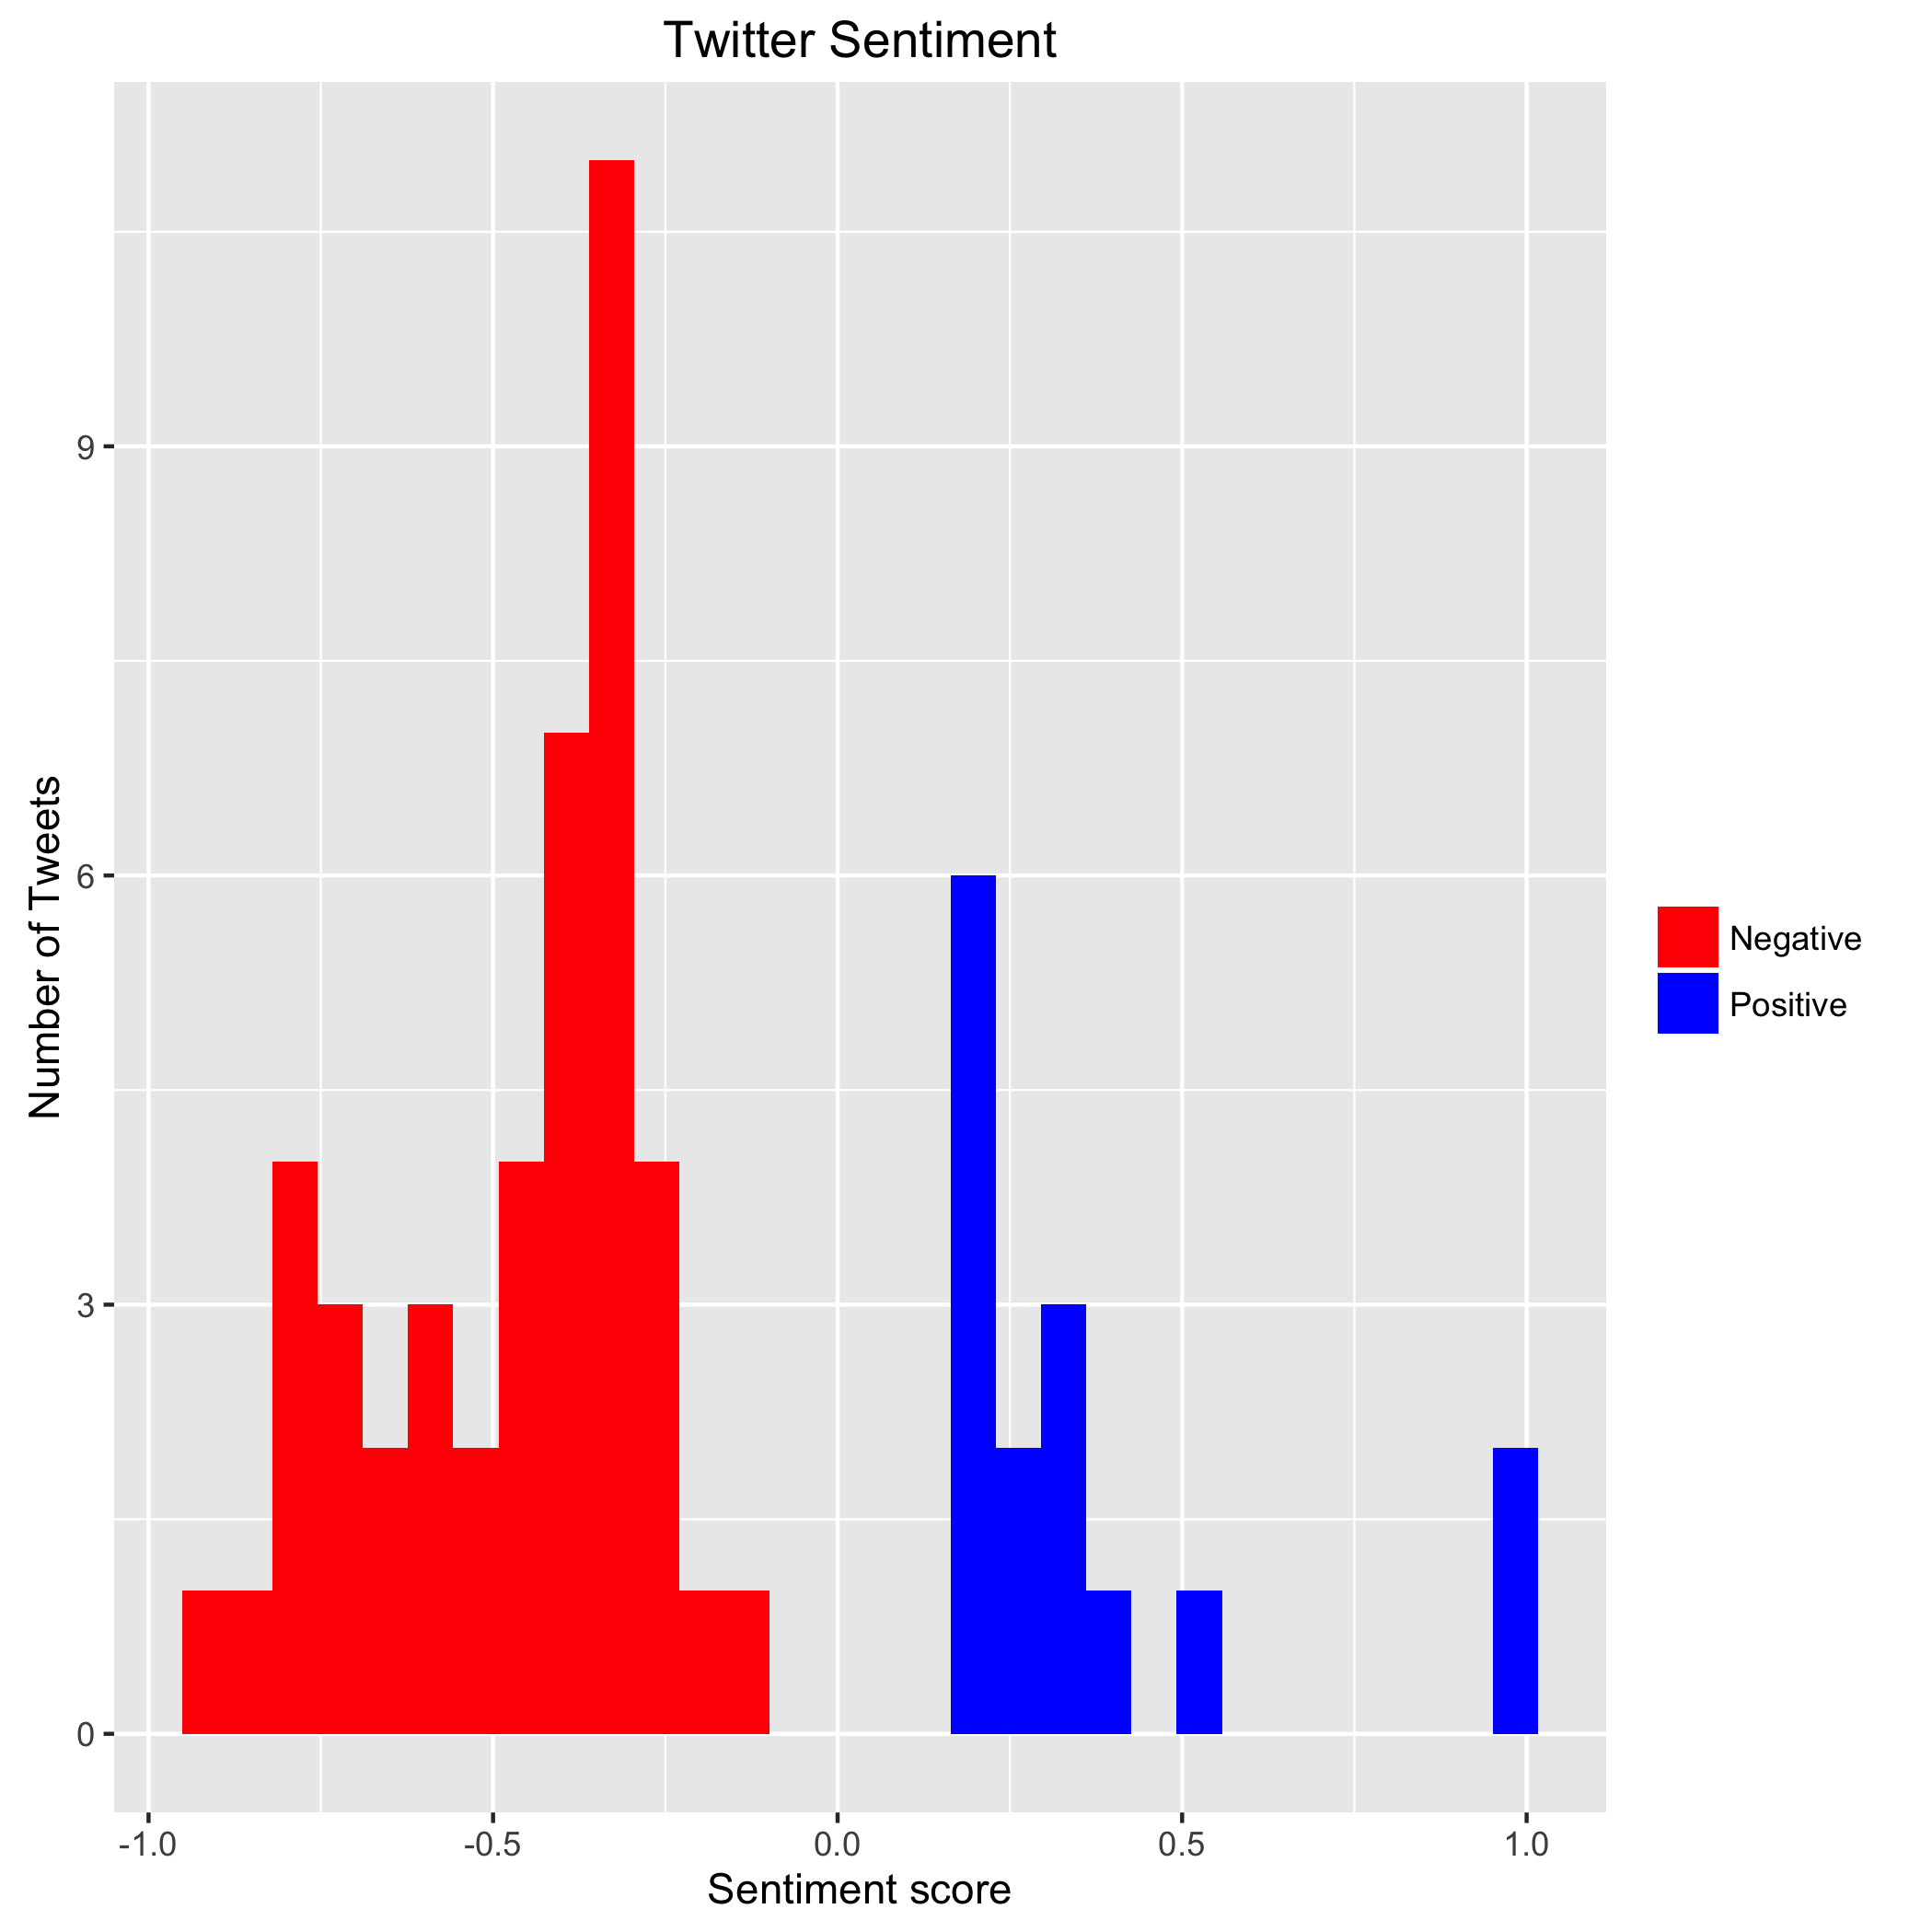 Twitter Sentiment
Number of Tweets
9
6
3
0
-1.0
-0.5
0.0
0.5
1.0
Sentiment score
Negative
Positive